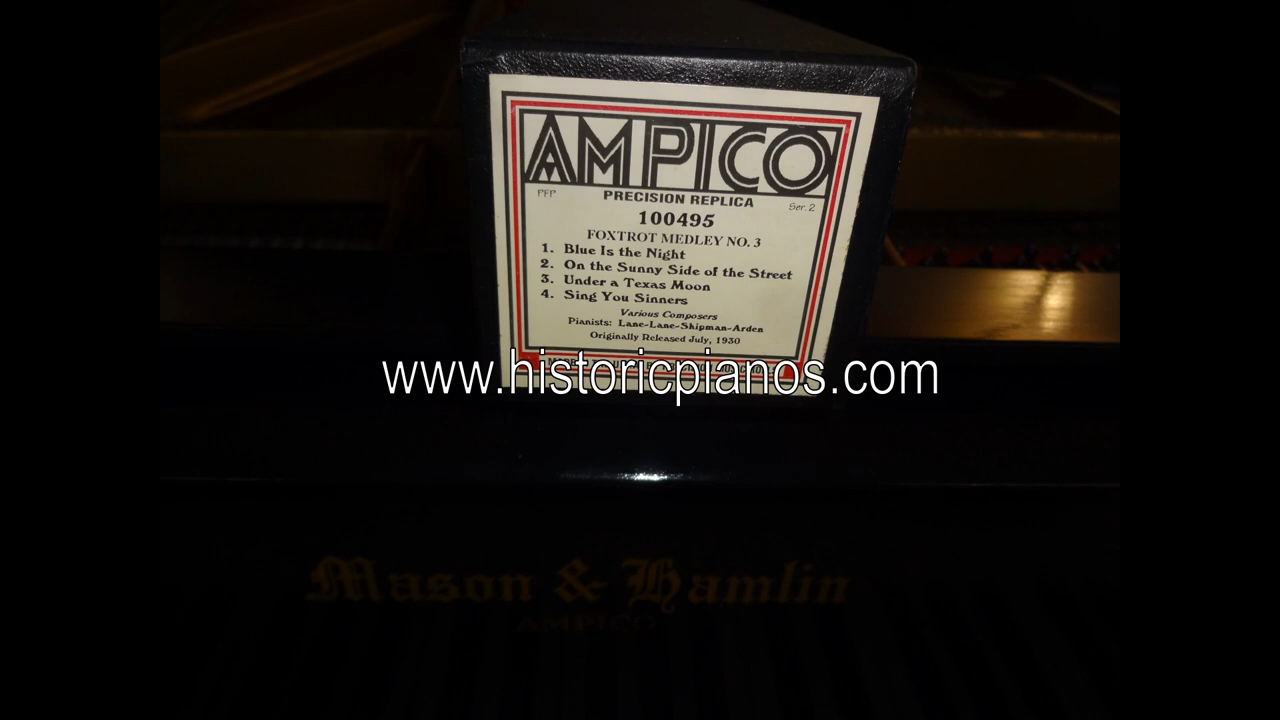 AMPICO
PFP
PRECISION REPLICA
Ser. 2
100495
FOXTROT MEDLEY NO. 3
1. Blue Is the Night
2. On the Sunny Side of the Street
3. Under a Texas Moon
4. Sing You Sinners
Various Composers
Pianists: Lane-Lane-Shipman-Arden
Originally Released July, 1930
www.historicpianos.com
Mason & Hamlin
AMPICO